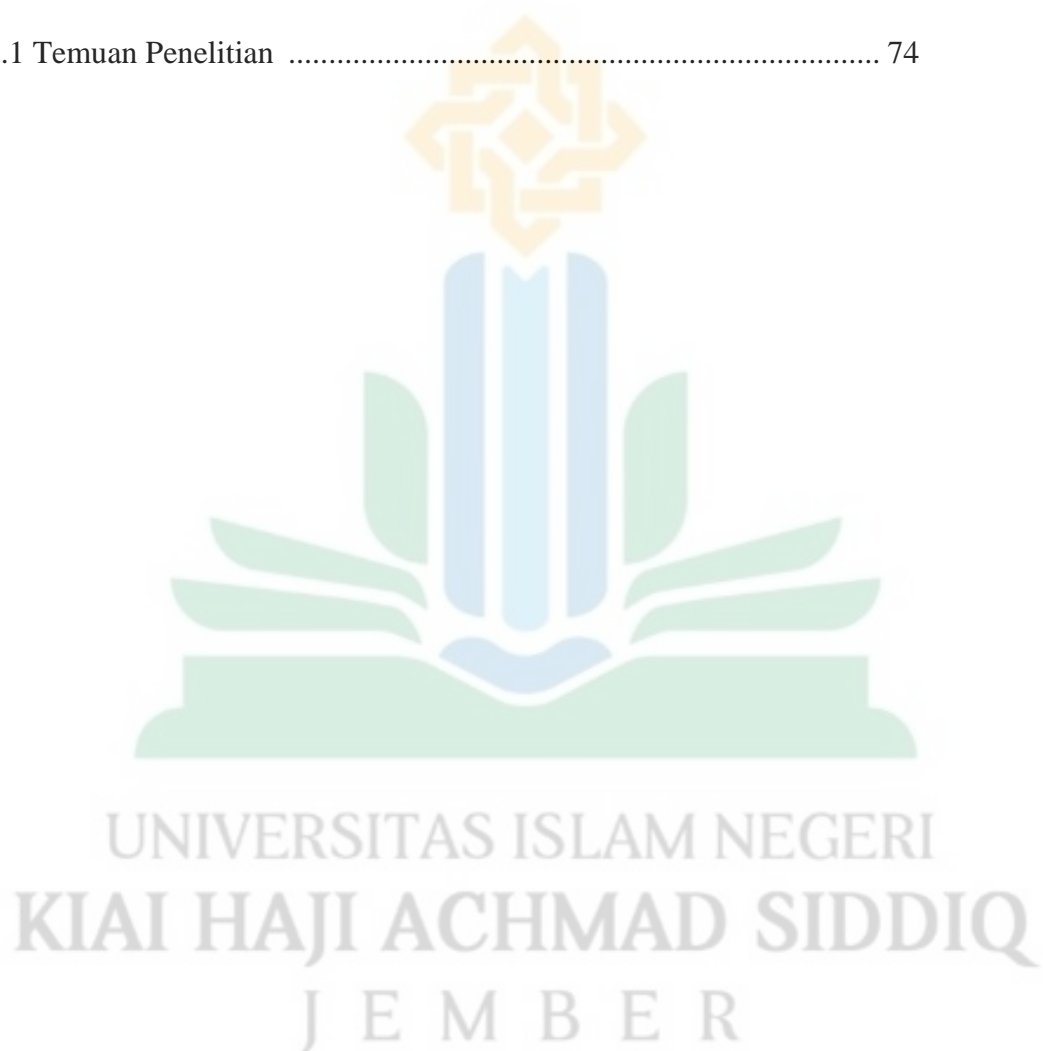 .1 Temuan Penelitian ......................................................................... 74
UNIVERSITAS ISLAM NEGERI
KIAI HAJI ACHMAD SIDDIQ
J E M B E R